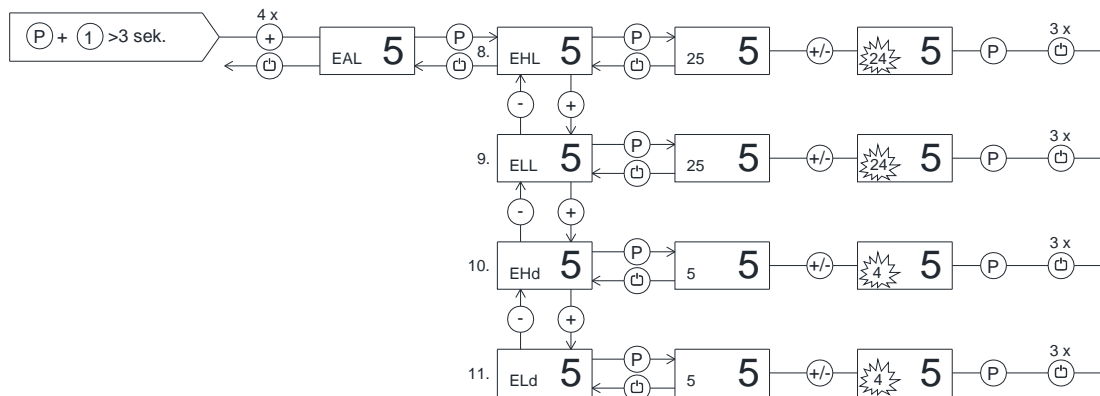 4 x
3 x
P + 1 >3 sek.
+ EAL 5 P 8. EHL 5 P 25 5 +/- 24 5 P
- +
3 x
9. ELL 5 P 25 5 +/- 24 5 P
- +
3 x
10. EHd 5 P 5 5 +/- 4 5 P
- +
3 x
11. ELd 5 P 5 5 +/- 4 5 P